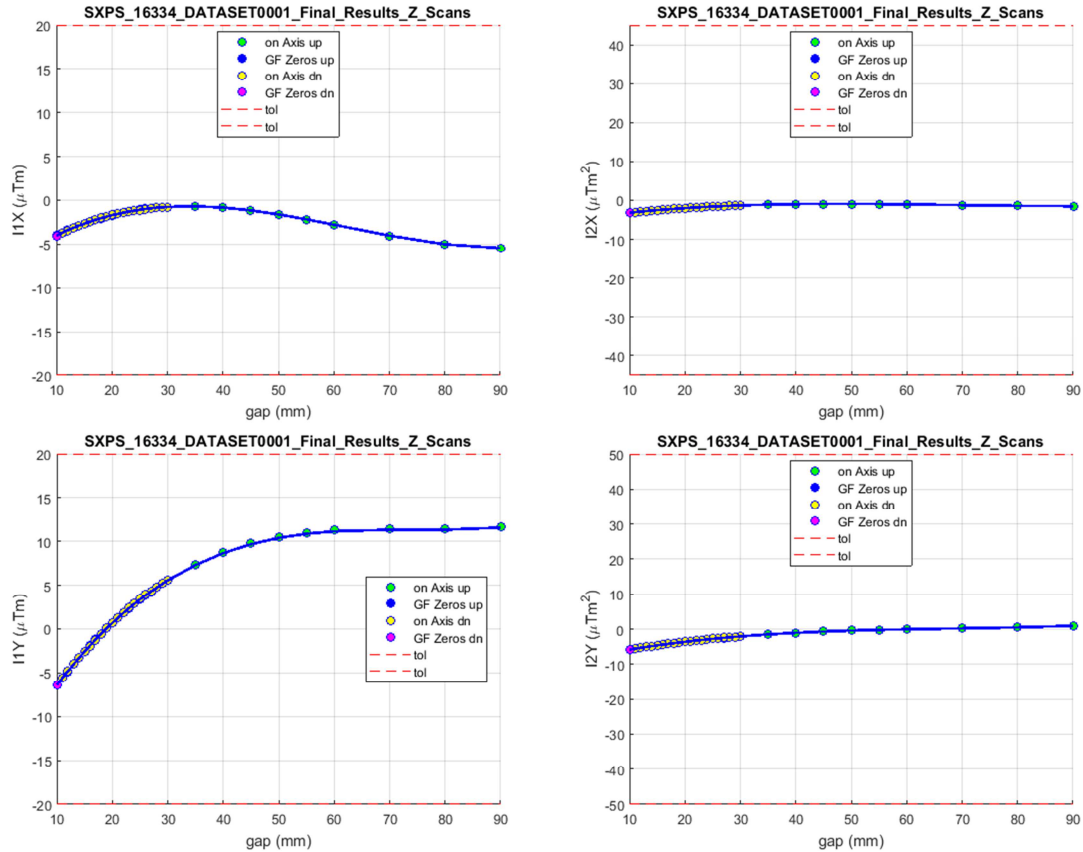 SXPS_16334_DATASET0001_Final_Results_Z_Scans
on Axis up
GF Zeros up
on Axis dn
GF Zeros dn
tol
tol
I1X (μTm)
20
15
10
5
0
-5
-10
-15
-20
10 20 30 40 50 60 70 80 90
gap (mm)
SXPS_16334_DATASET0001_Final_Results_Z_Scans
on Axis up
GF Zeros up
on Axis dn
GF Zeros dn
tol
tol
I2X (μTm²)
40
30
20
10
0
-10
-20
-30
-40
10 20 30 40 50 60 70 80 90
gap (mm)
SXPS_16334_DATASET0001_Final_Results_Z_Scans
on Axis up
GF Zeros up
on Axis dn
GF Zeros dn
tol
tol
I1Y (μTm)
20
15
10
5
0
-5
-10
-15
-20
10 20 30 40 50 60 70 80 90
gap (mm)
SXPS_16334_DATASET0001_Final_Results_Z_Scans
on Axis up
GF Zeros up
on Axis dn
GF Zeros dn
tol
tol
I2Y (μTm²)
50
40
30
20
10
0
-10
-20
-30
-40
-50
10 20 30 40 50 60 70 80 90
gap (mm)